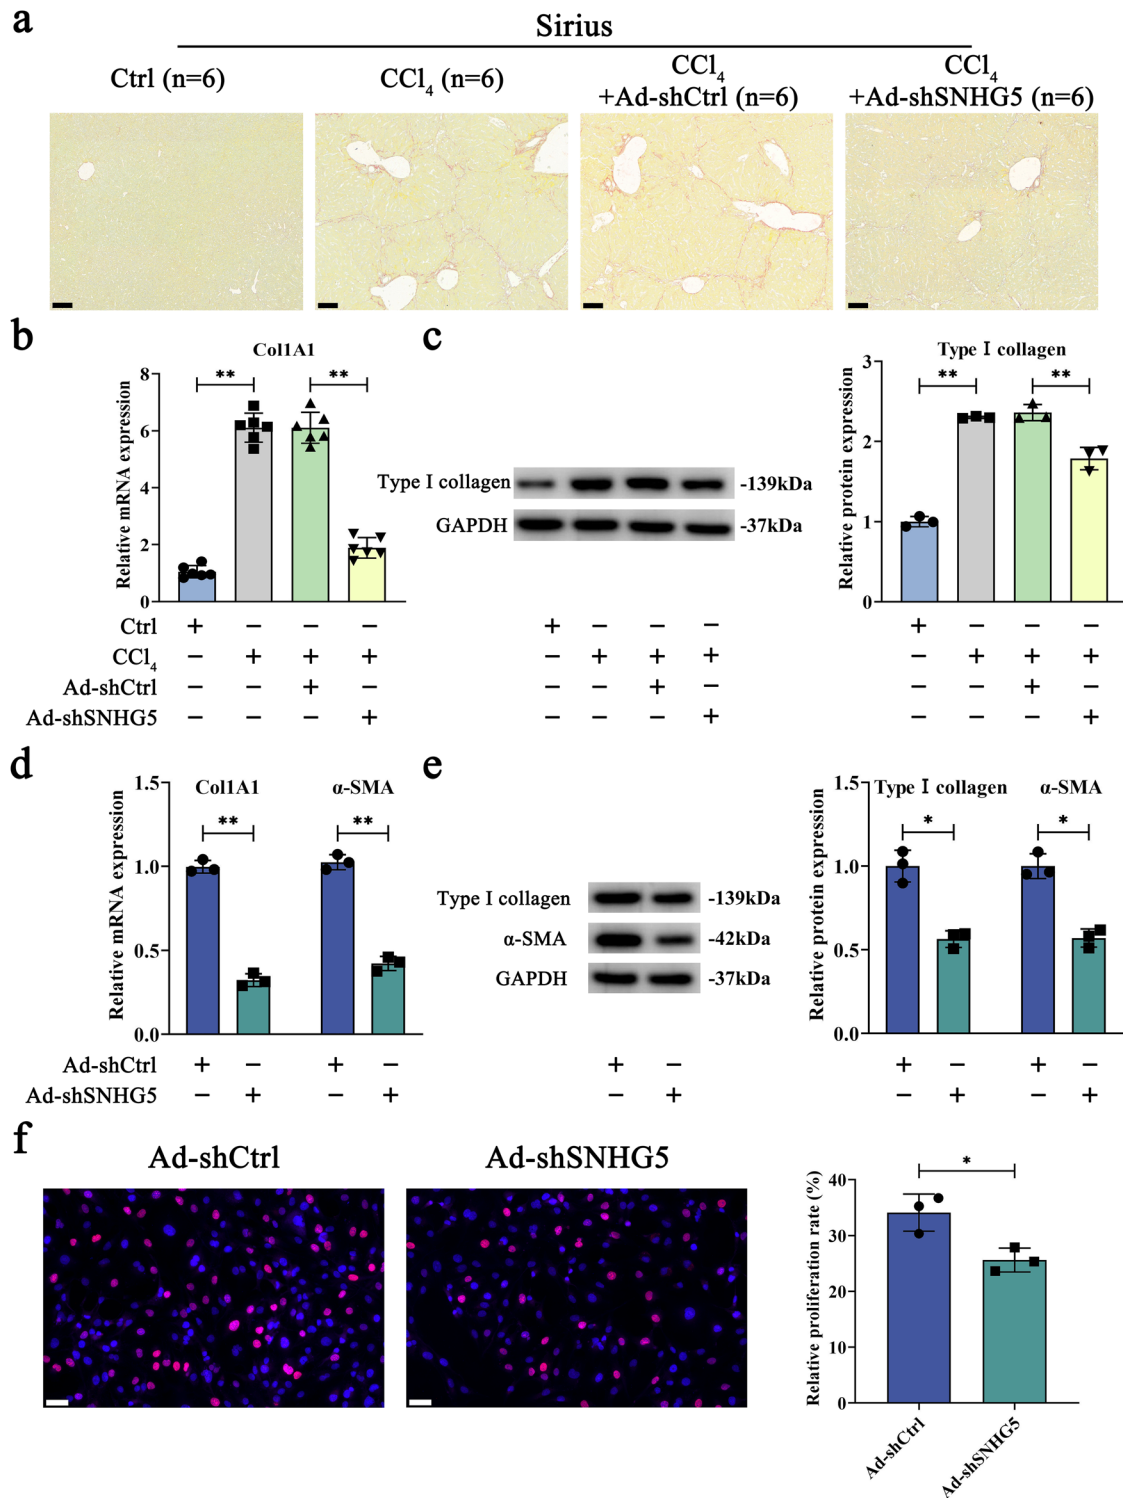 a
Sirius
Ctrl (n=6)
CCl4 (n=6)
CCl4
+Ad-shCtrl (n=6)
CCl4
+Ad-shSNHG5 (n=6)
b
Col1A1
Relative mRNA expression
8
6
4
2
0
** **
Ctrl + − − −
CCl4 − + + +
Ad-shCtrl − − + −
Ad-shSNHG5 − − − +
c
Type I collagen -139kDa
GAPDH -37kDa
+ − − −
− + + +
− − + −
− − − +
Type I collagen
Relative protein expression
3
2
1
0
** **
+ − − −
− + + +
− − + −
− − − +
d
Col1A1 α-SMA
Relative mRNA expression
1.5
1.0
0.5
0.0
** **
Ad-shCtrl + − + −
Ad-shSNHG5 − + − +
e
Type I collagen -139kDa
α-SMA -42kDa
GAPDH -37kDa
+ −
− +
Type I collagen α-SMA
Relative protein expression
1.5
1.0
0.5
0.0
* *
+ − + −
− + − +
f
Ad-shCtrl
Ad-shSNHG5
Relative proliferation rate (%)
40
30
20
10
0
*
Ad-shCtrl
Ad-shSNHG5